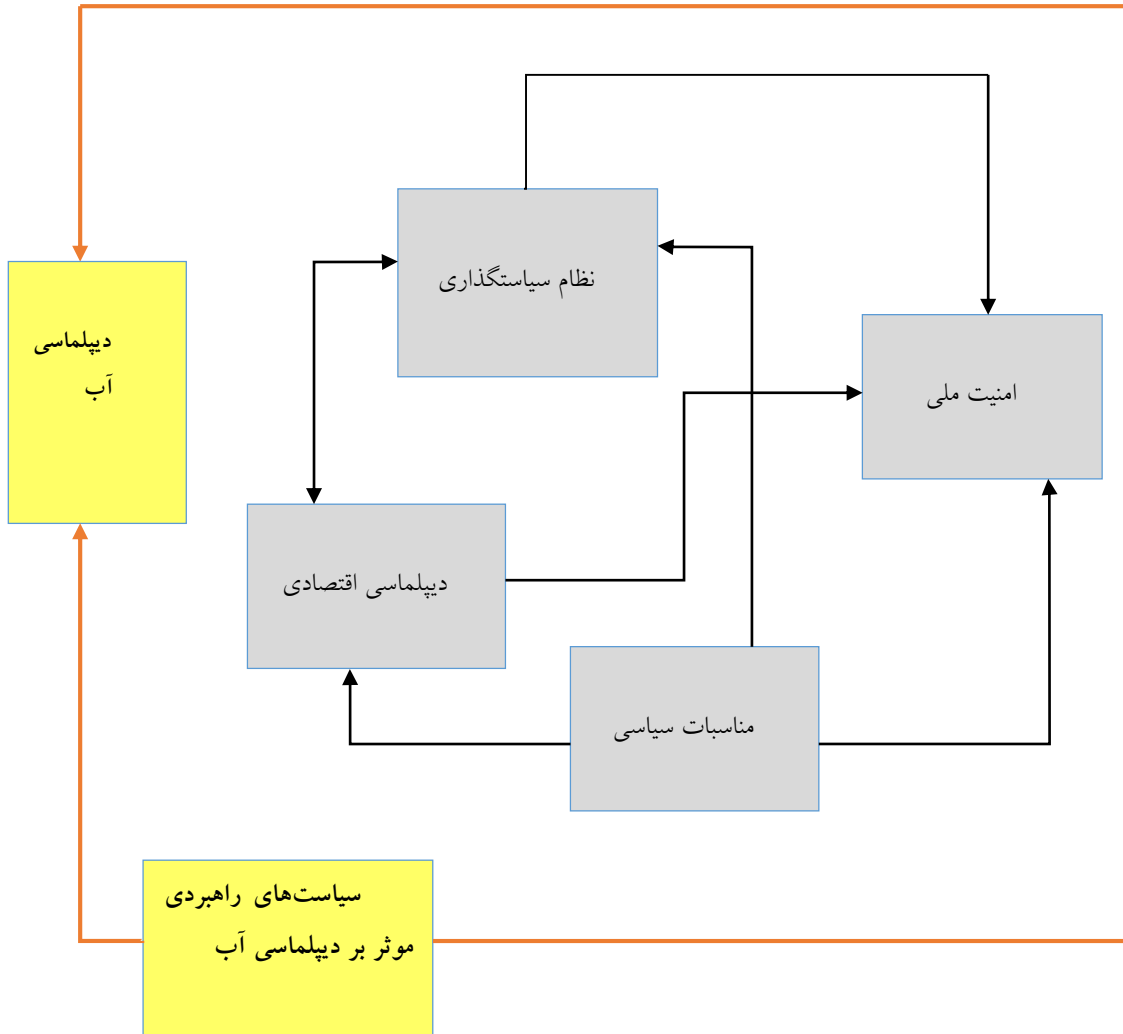 نظام سیاستگذاری
دیپلماسی
آب
امنیت ملی
دیپلماسی اقتصادی
مناسبات سیاسی
سیاست‌های راهبردی
موثر بر دیپلماسی آب